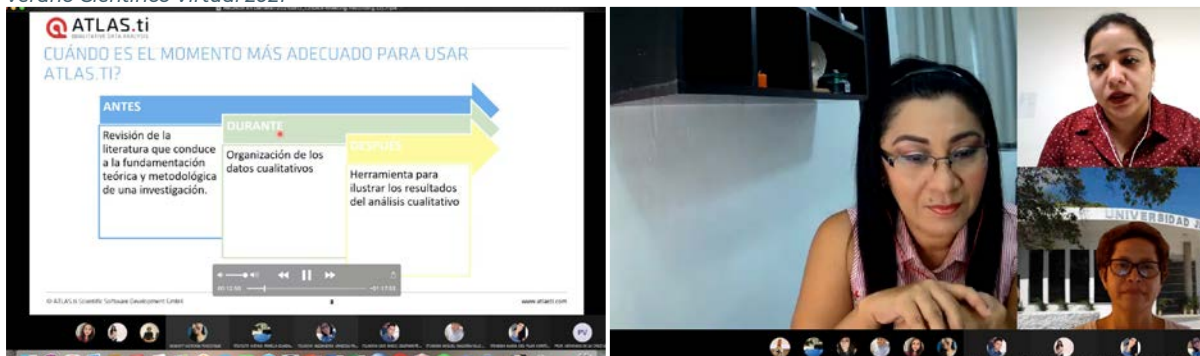 Verano Científico Virtual 2021
ATLAS.ti
QUALITATIVE DATA ANALYSIS
CUÁNDO ES EL MOMENTO MÁS ADECUADO PARA USAR
ATLAS.TI?
ANTES
Revisión de la
literatura que conduce
a la fundamentación
teórica y metodológica
de una investigación.
DURANTE
Organización de los
datos cualitativos
DESPUÉS
Herramienta para
ilustrar los resultados
del análisis cualitativo
© ATLAS.ti Scientific Software Development GmbH
8
www.atlasti.com
PV
UNIVERSIDAD